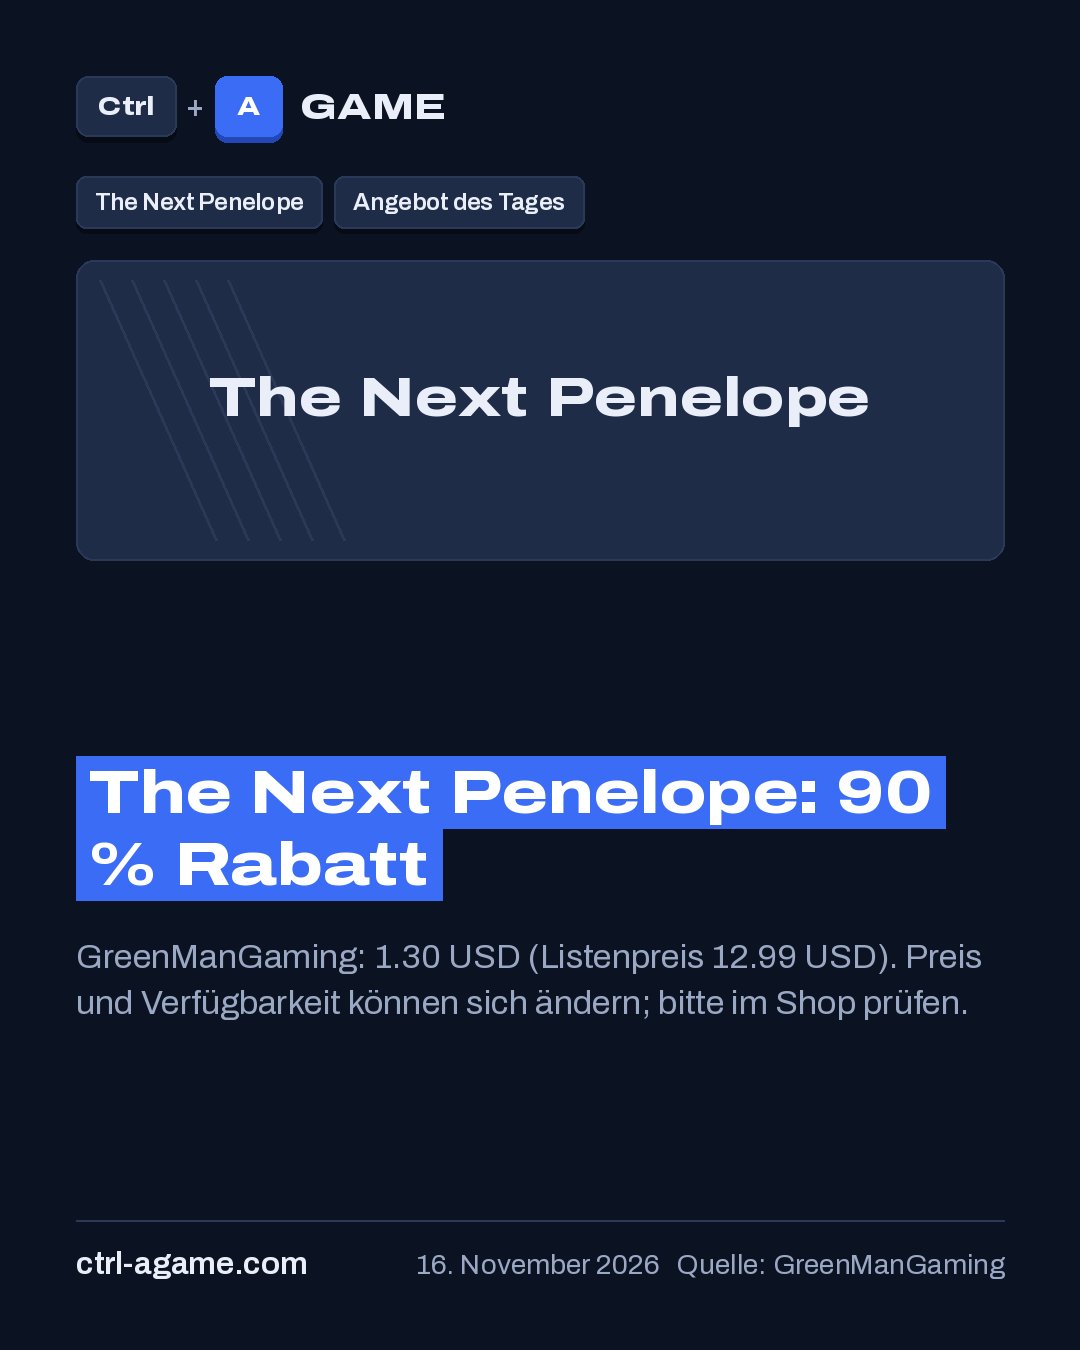 Ctrl + A GAME
The Next Penelope Angebot des Tages
The Next Penelope
The Next Penelope: 90
% Rabatt
GreenManGaming: 1.30 USD (Listenpreis 12.99 USD). Preis
und Verfügbarkeit können sich ändern; bitte im Shop prüfen.
ctrl-agame.com 16. November 2026 Quelle: GreenManGaming